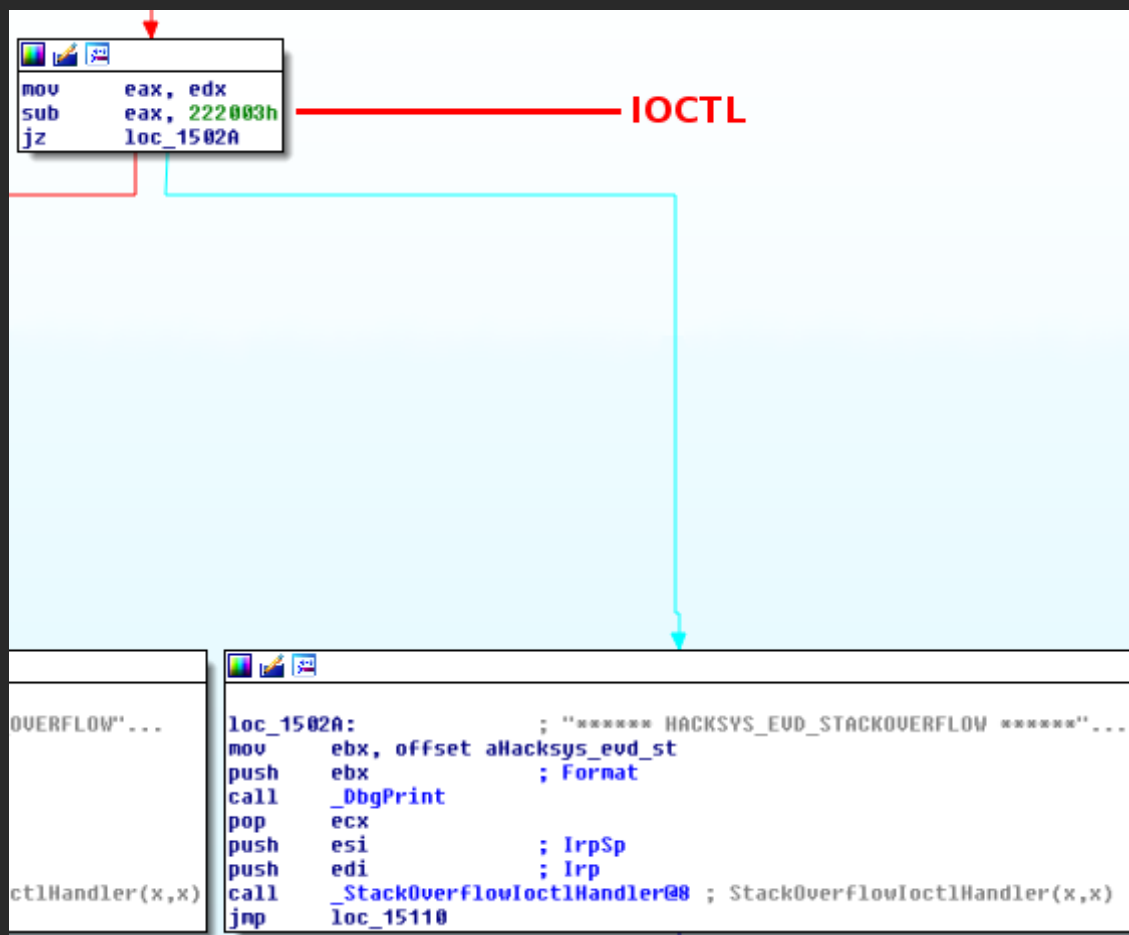 mov eax, edx
sub eax, 222003h
IOCTL
jz loc_1502A
OVERFLOW"...
ctlHandler(x,x)
loc_1502A: ; "****** HACKSYS_EVD_STACKOVERFLOW ******"...
mov ebx, offset aHacksys_evd_st
push ebx ; Format
call _DbgPrint
pop ecx
push esi ; IrpSp
push edi ; Irp
call _StackOverflowIoctlHandler@8 ; StackOverflowIoctlHandler(x,x)
jmp loc_15110